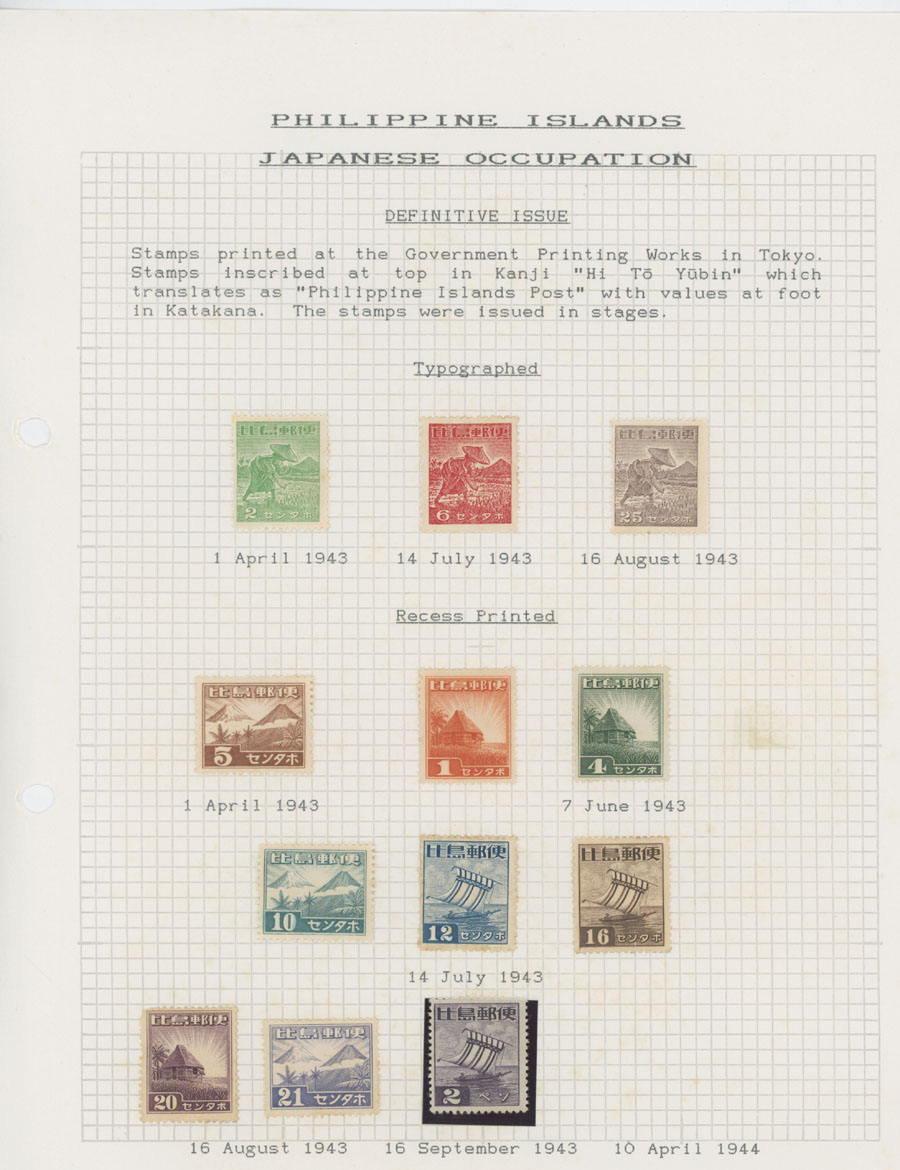 PHILIPPINE ISLANDS
JAPANESE OCCUPATION
DEFINITIVE ISSUE
Stamps printed at the Government Printing Works in Tokyo.
Stamps inscribed at top in Kanji "Hi Tō Yūbin" which
translates as "Philippine Islands Post" with values at foot
in Katakana. The stamps were issued in stages.
Typographed
比島郵便
2 センタボ
比島郵便
6 センタボ
比島郵便
25 センタボ
1 April 1943 14 July 1943 16 August 1943
Recess Printed
比島郵便
5 センタボ
比島郵便
1 センタボ
比島郵便
4 センタボ
1 April 1943 7 June 1943
比島郵便
10 センタボ
比島郵便
12 センタボ
比島郵便
16 センタボ
14 July 1943
比島郵便
20 センタボ
比島郵便
21 センタボ
比島郵便
2 ペソ
16 August 1943 16 September 1943 10 April 1944